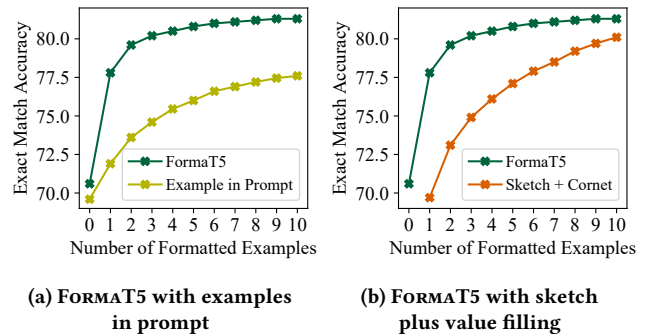 Exact Match Accuracy
80.0
77.5
75.0
72.5
70.0
FormaT5
Example in Prompt
0 1 2 3 4 5 6 7 8 9 10
Number of Formatted Examples
(a) FORMAT5 with examples
in prompt
Exact Match Accuracy
80.0
77.5
75.0
72.5
70.0
FormaT5
Sketch + Cornet
0 1 2 3 4 5 6 7 8 9 10
Number of Formatted Examples
(b) FORMAT5 with sketch
plus value filling